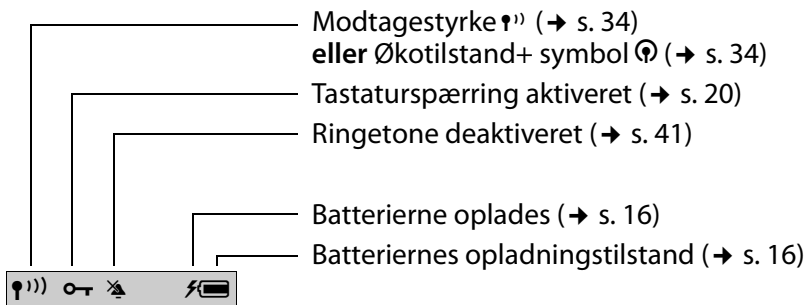 Modtagestyrke (➔ s. 34)
eller Økotilstand+ symbol (➔ s. 34)
Tastaturspærring aktiveret (➔ s. 20)
Ringetone deaktiveret (➔ s. 41)
Batterierne oplades (➔ s. 16)
Batteriernes opladningstilstand (➔ s. 16)